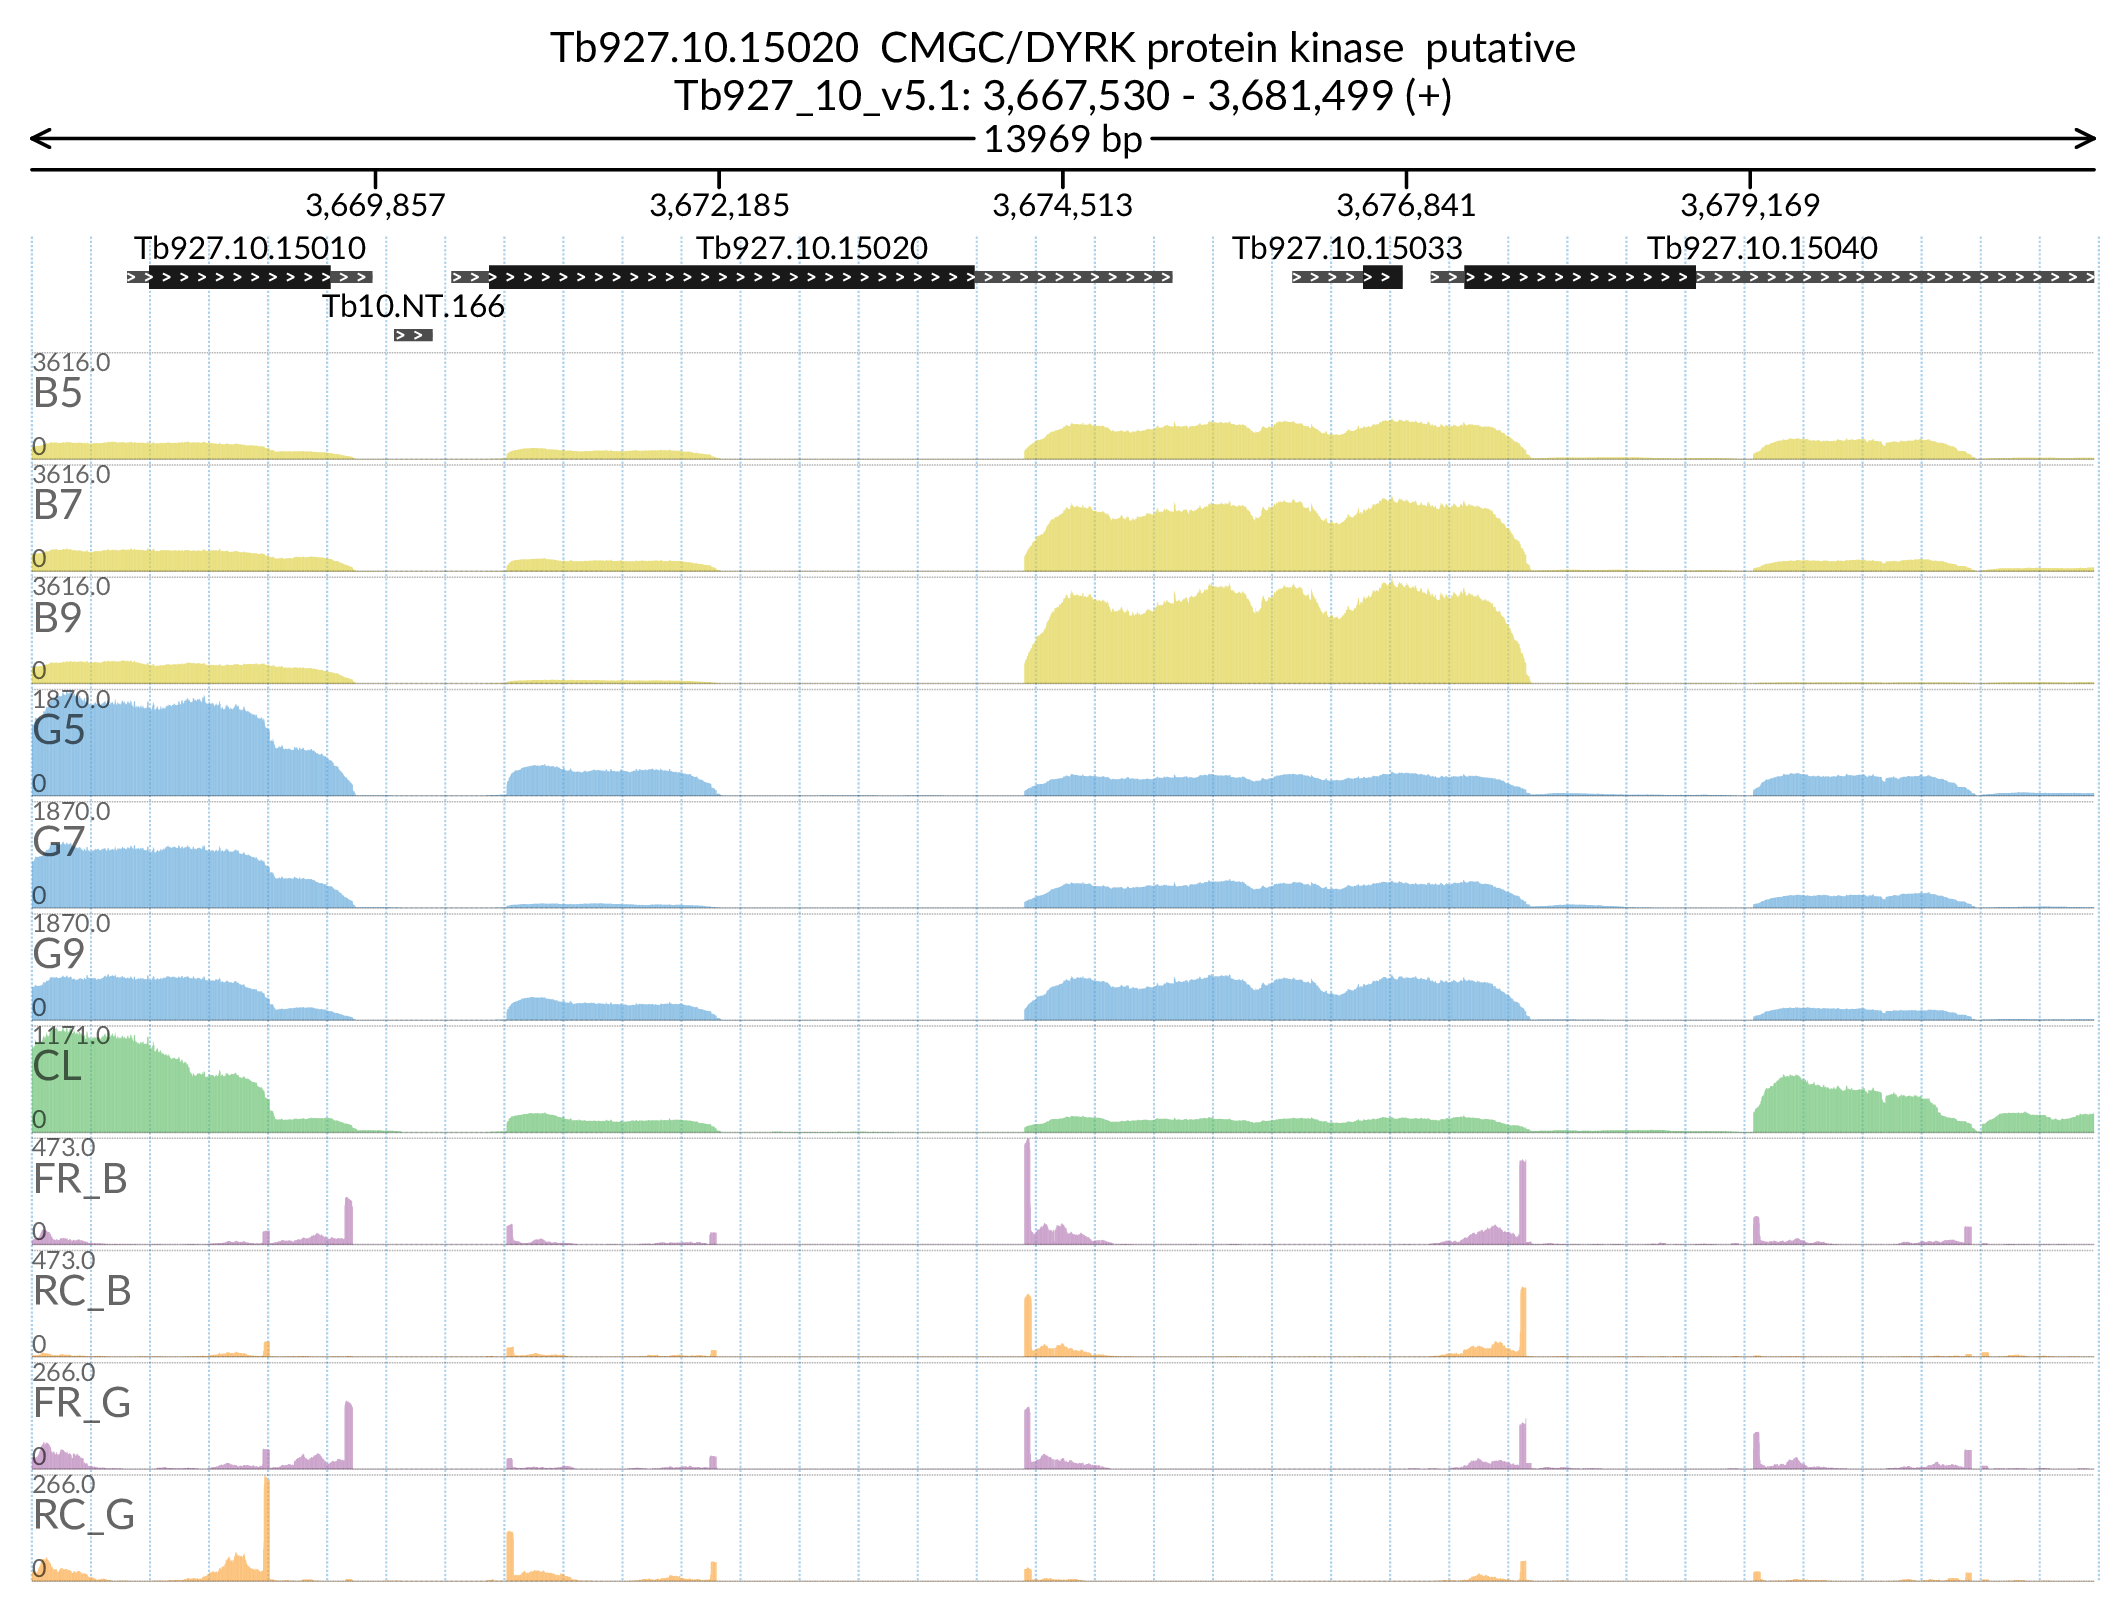 Tb927.10.15020  CMGC/DYRK protein kinase  putative
Tb927_10_v5.1: 3,667,530 - 3,681,499 (+)
13969 bp
3,669,857 3,672,185 3,674,513 3,676,841 3,679,169
Tb927.10.15010 Tb927.10.15020 Tb927.10.15033 Tb927.10.15040
Tb10.NT.166
3616.0
B5
0
3616.0
B7
0
3616.0
B9
0
1870.0
G5
0
1870.0
G7
0
1870.0
G9
0
1171.0
CL
0
473.0
FR_B
0
473.0
RC_B
0
266.0
FR_G
0
266.0
RC_G
0